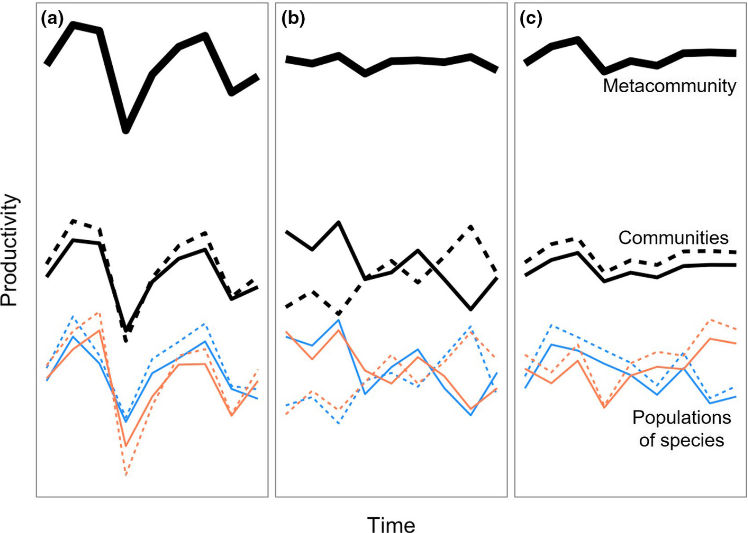 (a)
(b)
(c)
Metacommunity
Communities
Populations
of species
Productivity
Time